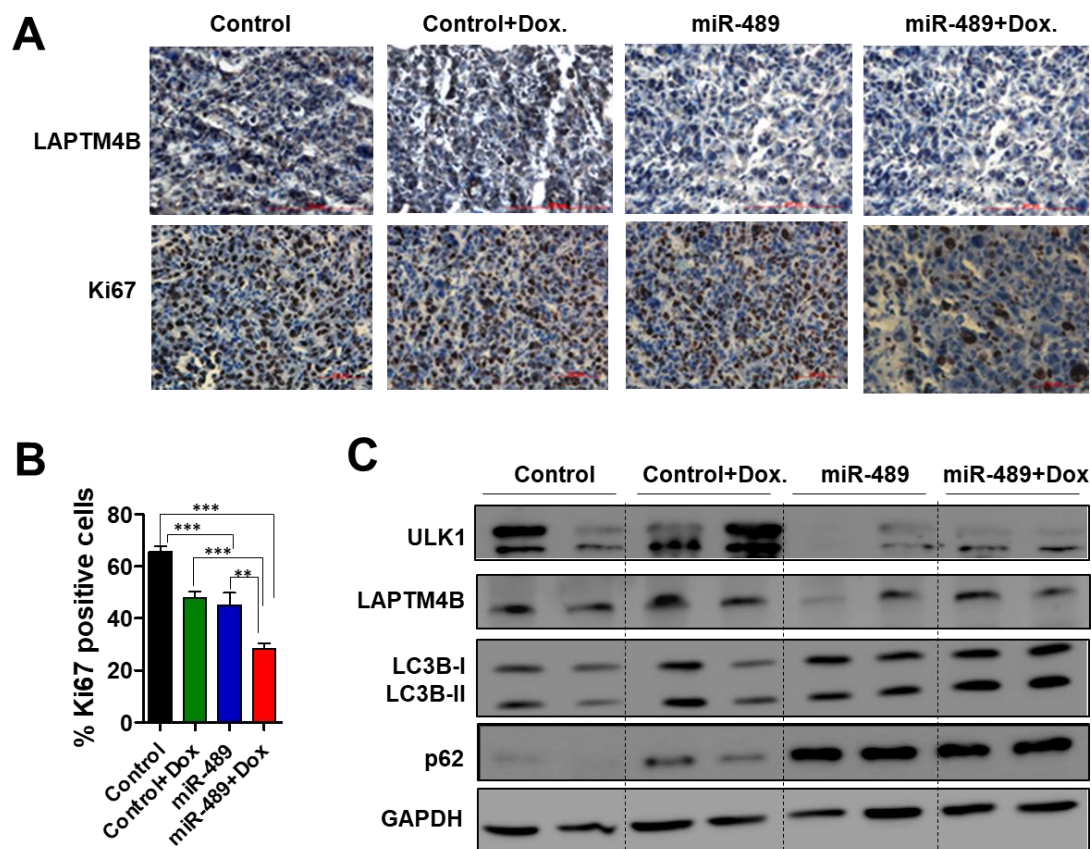 A
Control
Control+Dox.
miR-489
miR-489+Dox.
LAPTM4B
Ki67
B
% Ki67 positive cells
80
60
40
20
0
***
***
***
**
Control
Control+Dox
miR-489
miR-489+Dox
C
Control
Control+Dox.
miR-489
miR-489+Dox
ULK1
LAPTM4B
LC3B-I
LC3B-II
p62
GAPDH